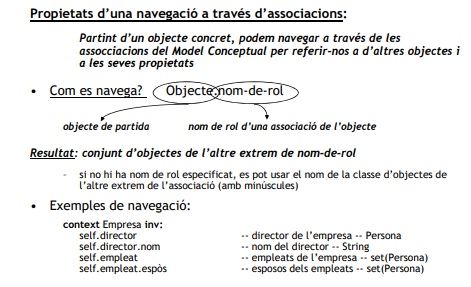 Propietats d'una navegació a través d'associacions:
Partint d'un objecte concret, podem navegar a través de les
assocciacions del Model Conceptual per referir-nos a d'altres objectes i
a les seves propietats
• Com es navega? Objecte.nom-de-rol
objecte de partida nom de rol d'una associació de l'objecte
Resultat: conjunt d'objectes de l'altre extrem de nom-de-rol
- si no hi ha nom de rol especificat, es pot usar el nom de la classe d'objectes de
l'altre extrem de l'associació (amb minúscules)
• Exemples de navegació:
context Empresa inv:
self.director -- director de l'empresa -- Persona
self.director.nom -- nom del director -- String
self.empleat -- empleats de l'empresa -- set(Persona)
self.empleat.espòs -- esposos dels empleats -- set(Persona)